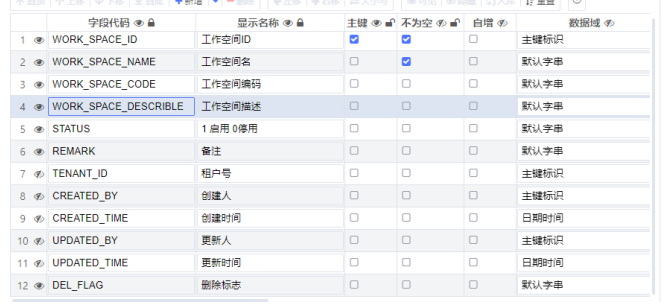 字段代码 显示名称 主键 不为空 自增 数据域
1 WORK_SPACE_ID 工作空间ID 主键标识
2 WORK_SPACE_NAME 工作空间名 默认字串
3 WORK_SPACE_CODE 工作空间编码 默认字串
4 WORK_SPACE_DESCRIBLE 工作空间描述 默认字串
5 STATUS 1 启用 0停用 默认字串
6 REMARK 备注 默认字串
7 TENANT_ID 租户号 主键标识
8 CREATED_BY 创建人 主键标识
9 CREATED_TIME 创建时间 日期时间
10 UPDATED_BY 更新人 主键标识
11 UPDATED_TIME 更新时间 日期时间
12 DEL_FLAG 删除标志 默认字串